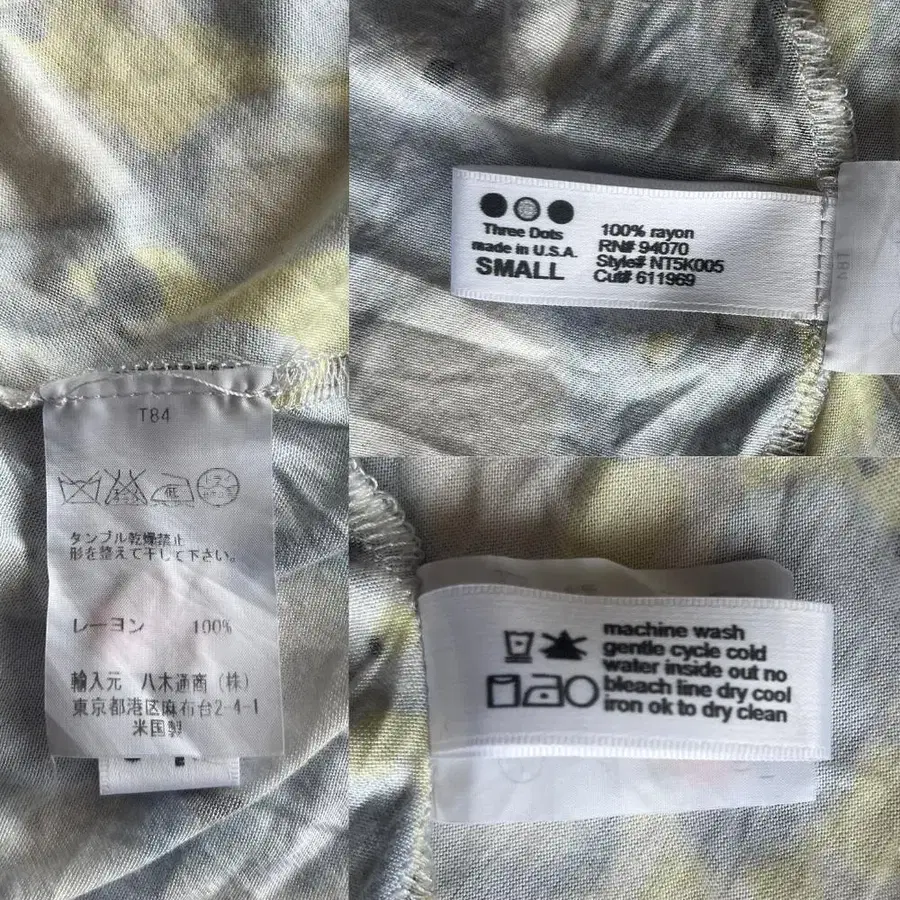 T84
タンブル乾燥禁止
形を整えて干して下さい。
レーヨン 100%
輸入元 八木通商(株)
東京都港区麻布台2-4-1
米国製
Three Dots
made in U.S.A.
SMALL
100% rayon
RN# 94070
Style# NT5K005
Cut# 611969
T84
machine wash
gentle cycle cold
water inside out no
bleach line dry cool
iron ok to dry clean